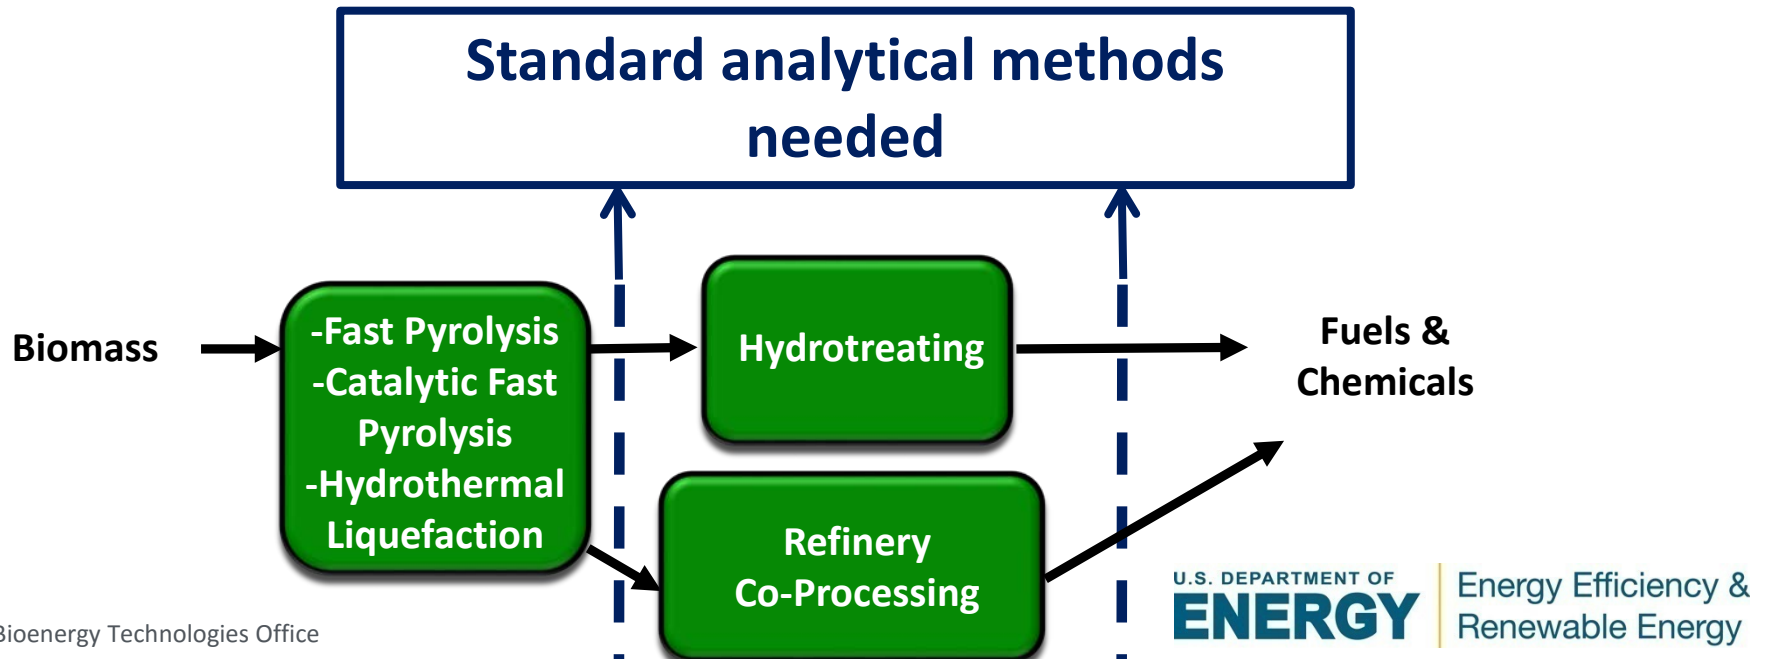 Standard analytical methods
needed
Biomass
-Fast Pyrolysis
-Catalytic Fast
Pyrolysis
-Hydrothermal
Liquefaction
Hydrotreating
Refinery
Co-Processing
Fuels &
Chemicals
Bioenergy Technologies Office
U.S. DEPARTMENT OF
ENERGY
Energy Efficiency &
Renewable Energy